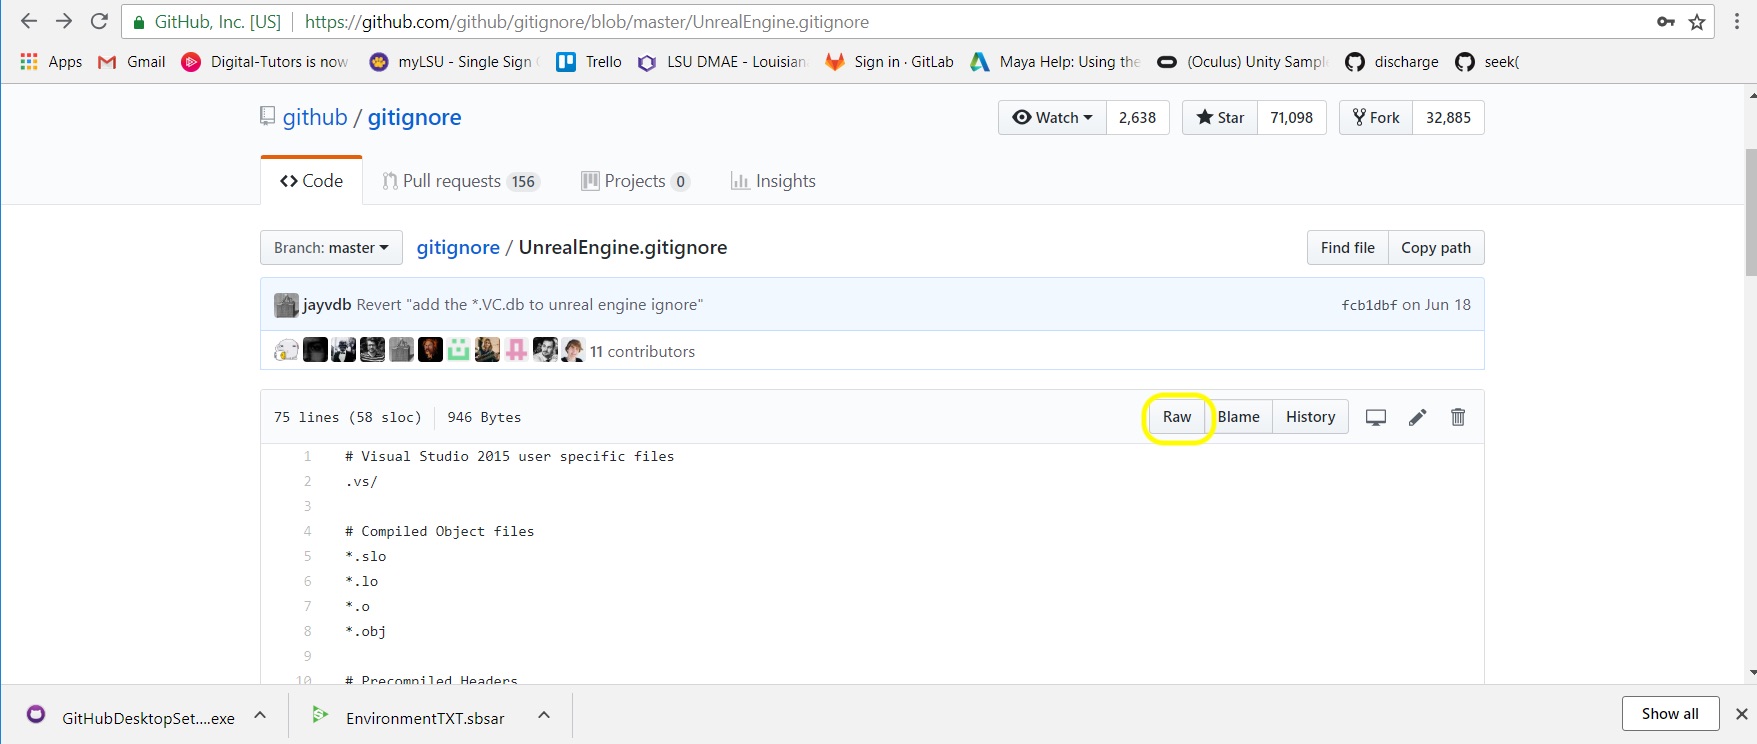 GitHub, Inc. [US] https://github.com/github/gitignore/blob/master/UnrealEngine.gitignore
Apps Gmail Digital-Tutors is now myLSU - Single Sign Trello LSU DMAE - Louisian Sign in · GitLab Maya Help: Using the (Oculus) Unity Sampl discharge seek(
github / gitignore Watch 2,638 Star 71,098 Fork 32,885
Code Pull requests 156 Projects 0 Insights
Branch: master gitignore / UnrealEngine.gitignore Find file Copy path
jayvdb Revert "add the *.VC.db to unreal engine ignore" fcb1dbf on Jun 18
11 contributors
75 lines (58 sloc) 946 Bytes Raw Blame History
1 # Visual Studio 2015 user specific files
2 .vs/
3
4 # Compiled Object files
5 *.slo
6 *.lo
7 *.o
8 *.obj
9
10 # Precompiled Headers
GitHubDesktopSet....exe EnvironmentTXT.sbsar Show all